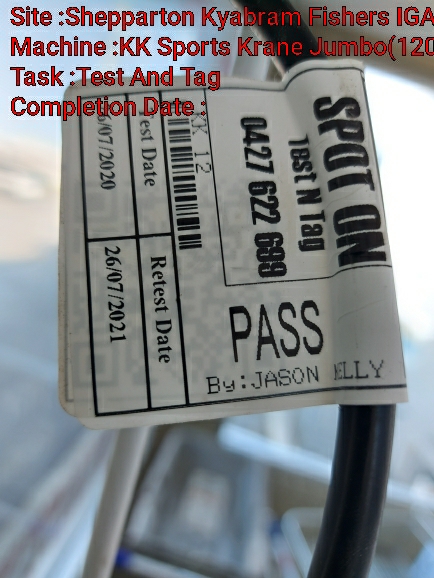 Site :Shepparton Kyabram Fishers IGA
Machine :KK Sports Krane Jumbo(120
Task :Test And Tag
Completion Date :
SPOT ON
Test N Tag
0427 622 688
12
PASS
By:JASON
Test Date
/07/2020
Retest Date
26/07/2021